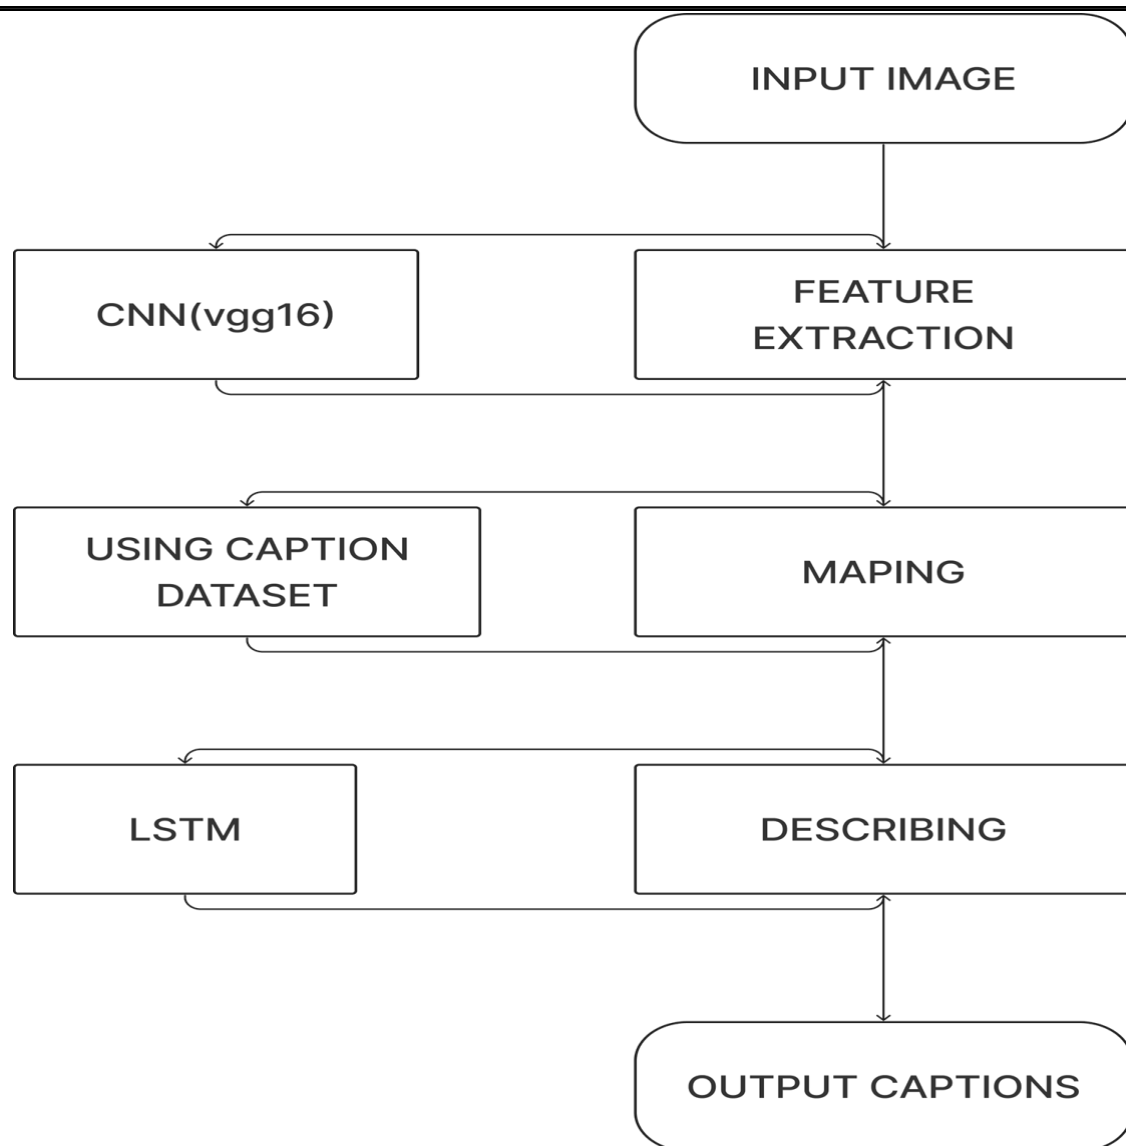 INPUT IMAGE
CNN(vgg16)
FEATURE
EXTRACTION
USING CAPTION
DATASET
MAPING
LSTM
DESCRIBING
OUTPUT CAPTIONS